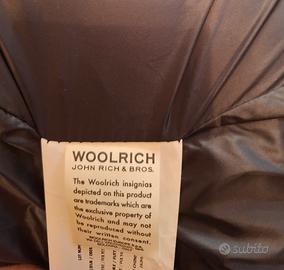 WOOLRICH
JOHN RICH & BROS.
The Woolrich insignias
depicted on this product
are trademarks which are
the exclusive property of
Woolrich and may not
be reproduced without
their written consent.
subito